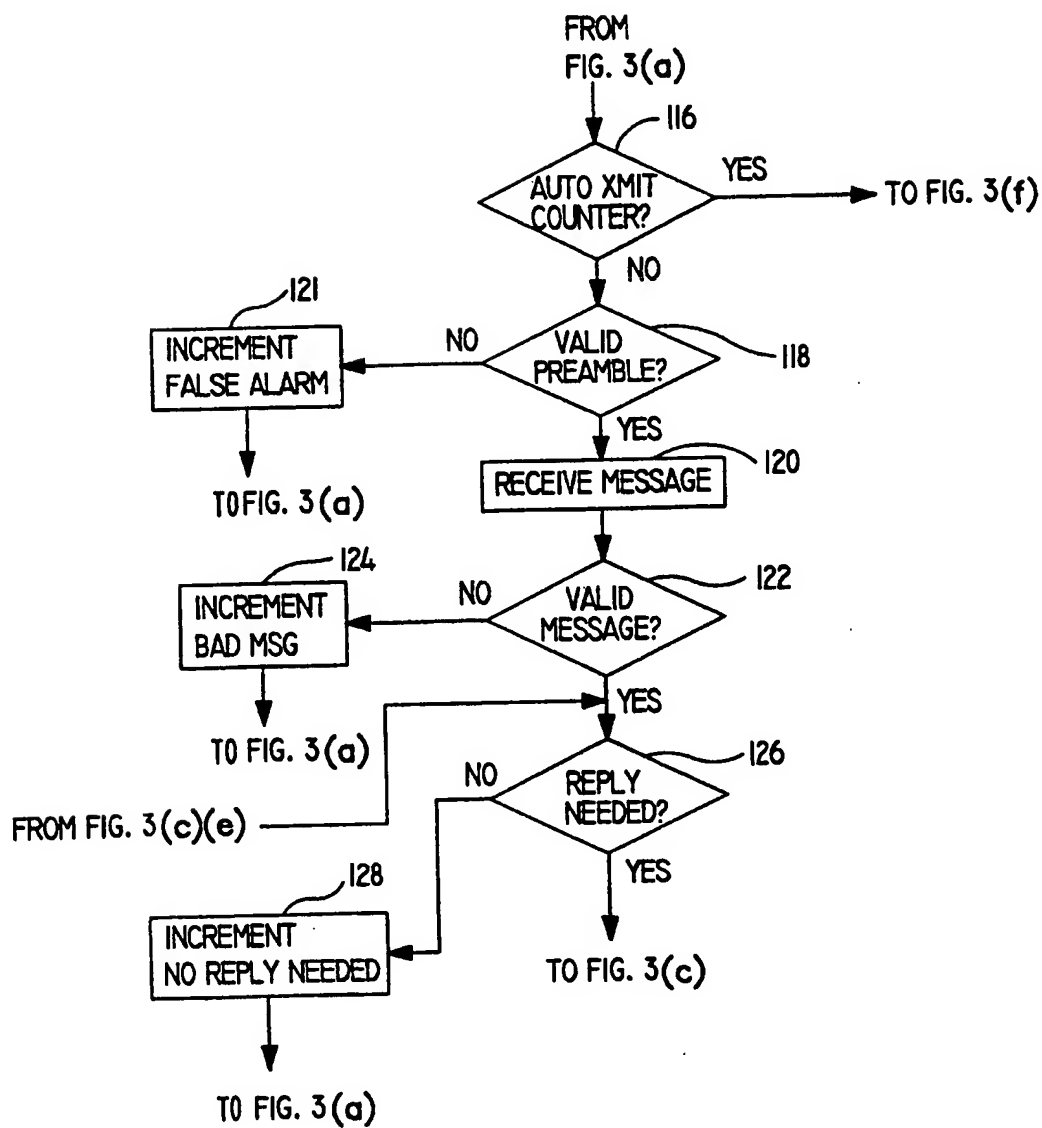 FROM
FIG. 3(a)
116
AUTO XMIT
COUNTER?
YES
TO FIG. 3(f)
NO
121
INCREMENT
FALSE ALARM
NO
VALID
PREAMBLE?
118
YES
TO FIG. 3(a)
120
RECEIVE MESSAGE
124
INCREMENT
BAD MSG
NO
VALID
MESSAGE?
122
YES
TO FIG. 3(a)
126
NO
REPLY
NEEDED?
FROM FIG. 3(c)(e)
YES
128
INCREMENT
NO REPLY NEEDED
TO FIG. 3(c)
TO FIG. 3(a)